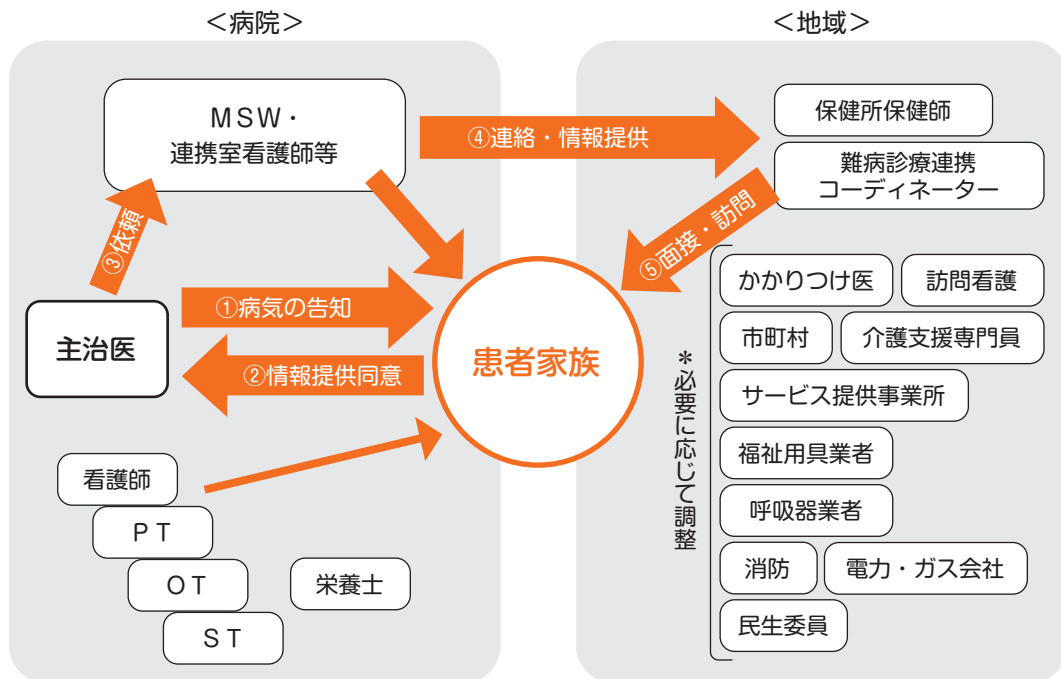 ＜病院＞
MSW・
連携室看護師等
③依頼
①病気の告知
主治医
②情報提供同意
看護師
PT
OT
栄養士
ST
患者家族
④連絡・情報提供
＜地域＞
保健所保健師
難病診療連携
コーディネーター
⑤面接・訪問
＊必要に応じて調整
かかりつけ医
訪問看護
市町村
介護支援専門員
サービス提供事業所
福祉用具業者
呼吸器業者
消防
電力・ガス会社
民生委員